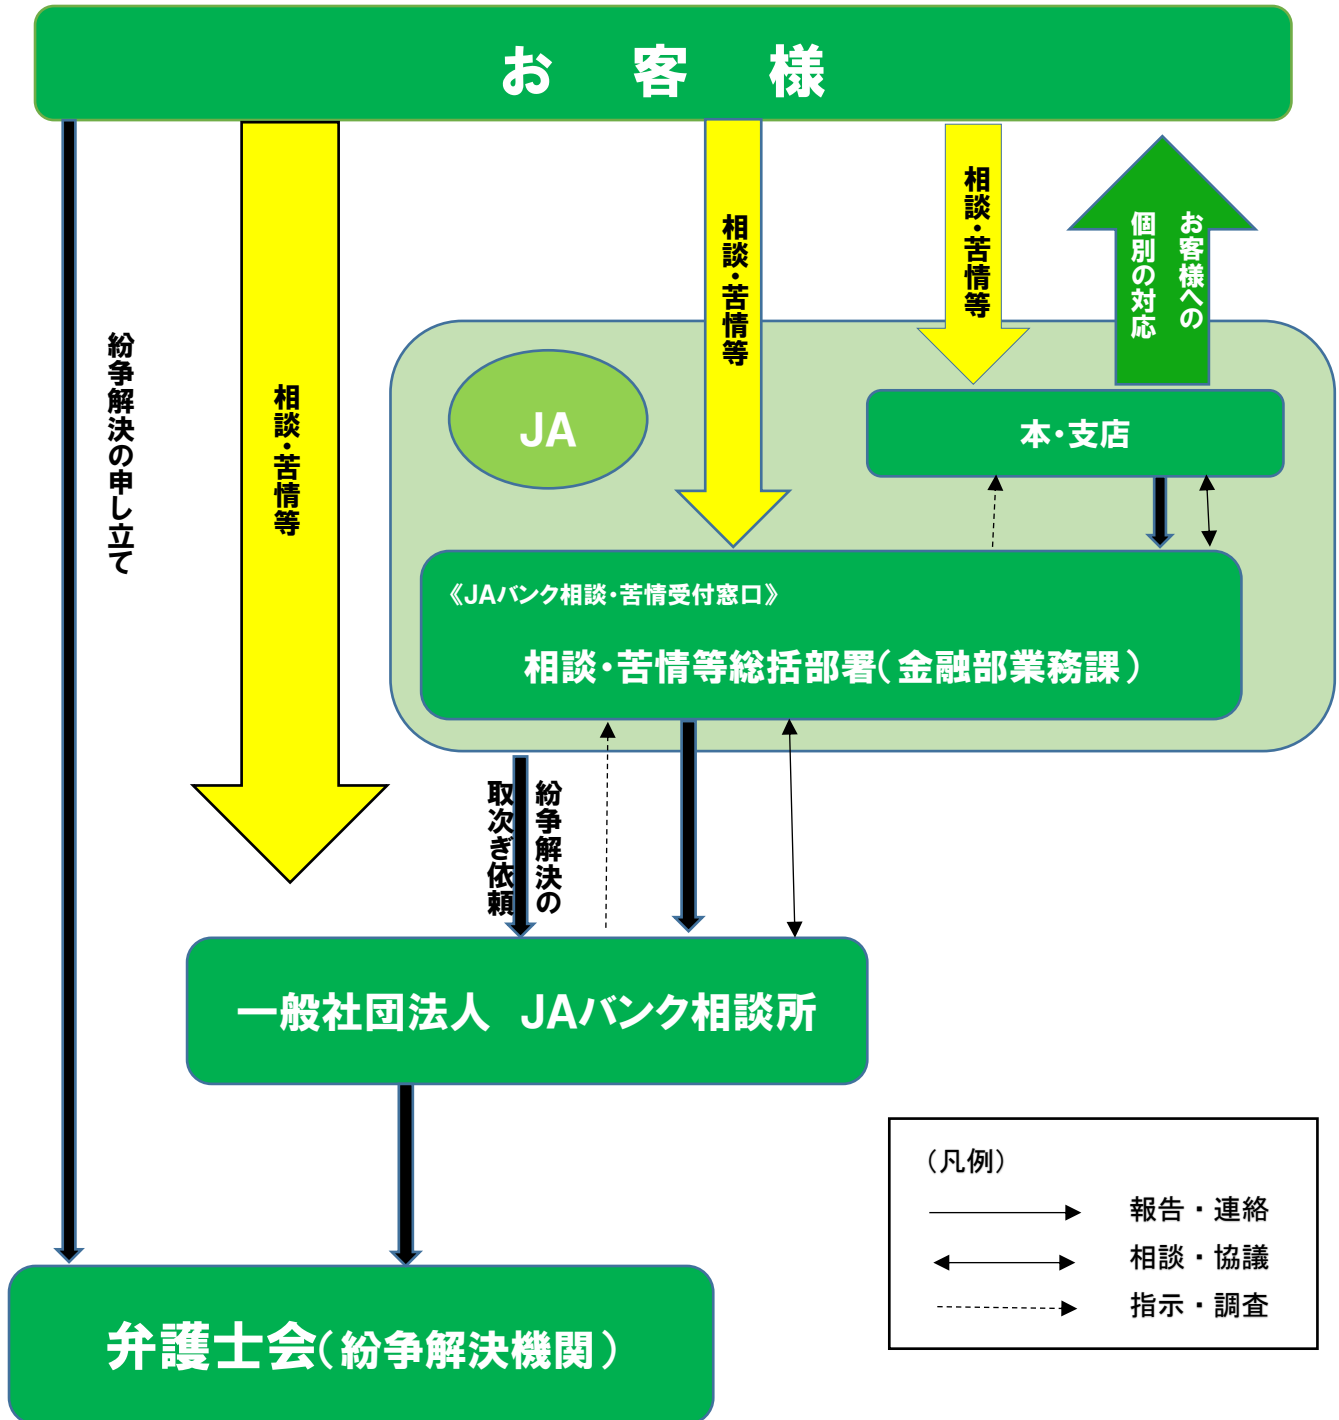 お　客　様
紛争解決の申し立て
相談・苦情等
相談・苦情等
相談・苦情等
お客様への
個別の対応
JA
本・支店
《JAバンク相談・苦情受付窓口》
相談・苦情等総括部署（金融部業務課）
紛争解決の
取次ぎ依頼
一般社団法人　JAバンク相談所
弁護士会（紛争解決機関）
（凡例）
報告・連絡
相談・協議
指示・調査